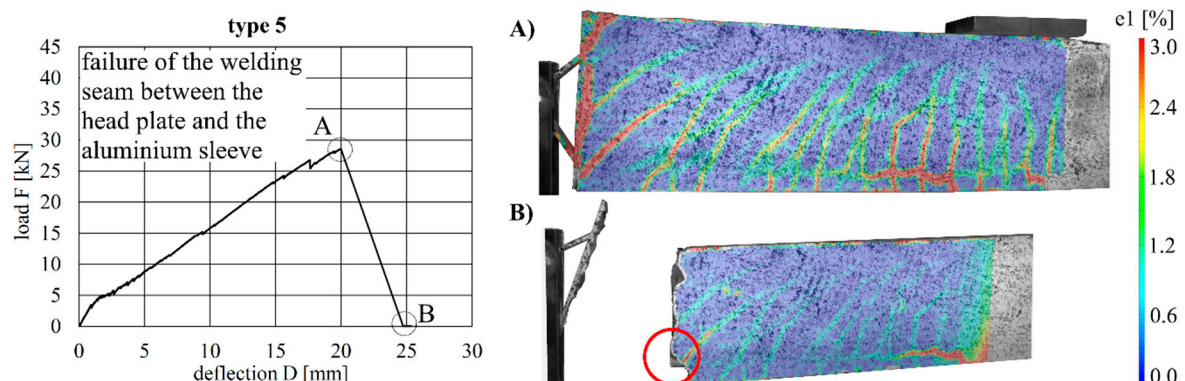 type 5
45
40
35
30
25
20
15
10
5
0
load F [kN]
failure of the welding
seam between the
head plate and the
aluminium sleeve
A
B
0 5 10 15 20 25 30
deflection D [mm]
A)
B)
e1 [%]
3.0
2.4
1.8
1.2
0.6
0.0